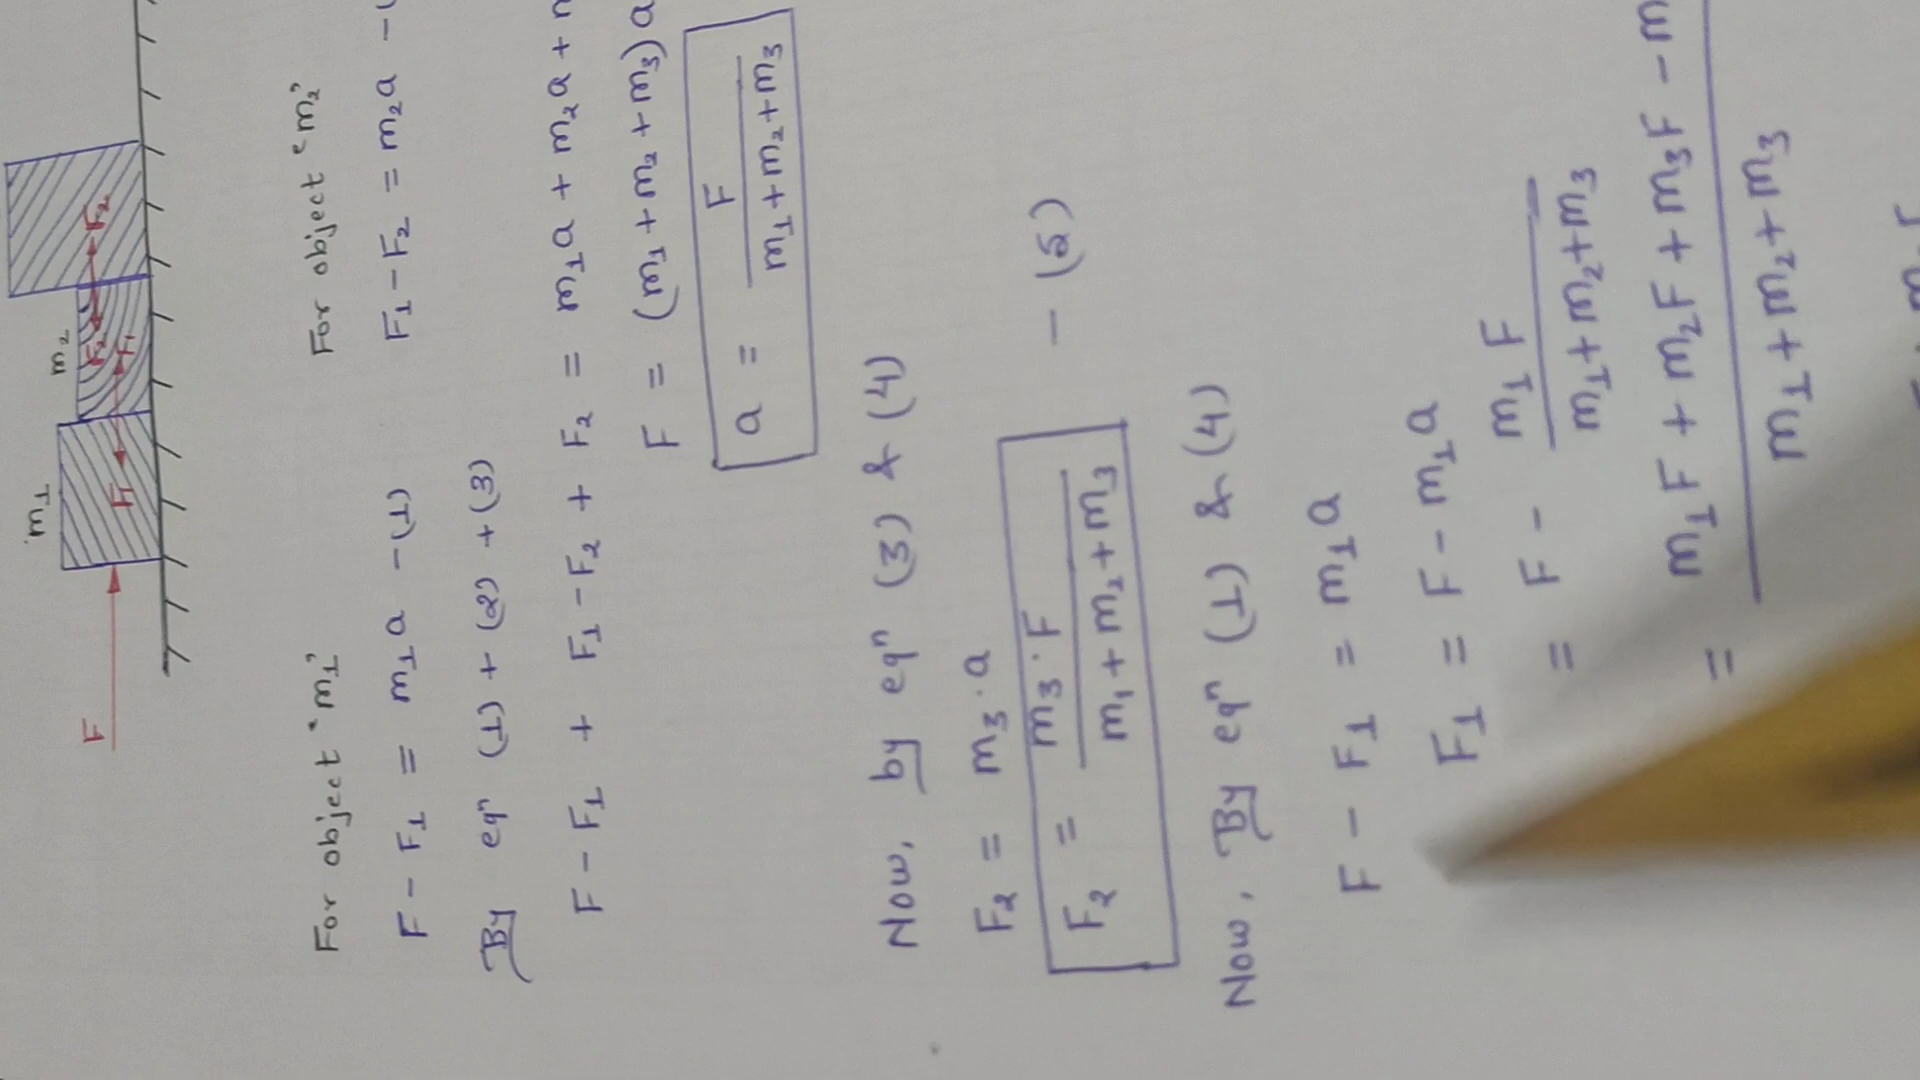 m₁ m₂
F F₁ F₁ F₂ F₂
For object "m₁" For object "m₂"
F - F₁ = m₁a -(1) F₁ - F₂ = m₂a -(
By eqⁿ (1) + (2) + (3)
F - F₁ + F₁ - F₂ + F₂ = m₁a + m₂a +
F = (m₁ + m₂ + m₃) a
a = F / m₁ + m₂ + m₃
Now, by eqⁿ (3) & (4)
F₂ = m₃ . a
F₂ = m₃ . F / m₁ + m₂ + m₃ - (5)
Now, By eqⁿ (1) & (4)
F - F₁ = m₁a
F₁ = F - m₁a
= F - m₁F / m₁ + m₂ + m₃
= m₁F + m₂F + m₃F - m / m₁ + m₂ + m₃